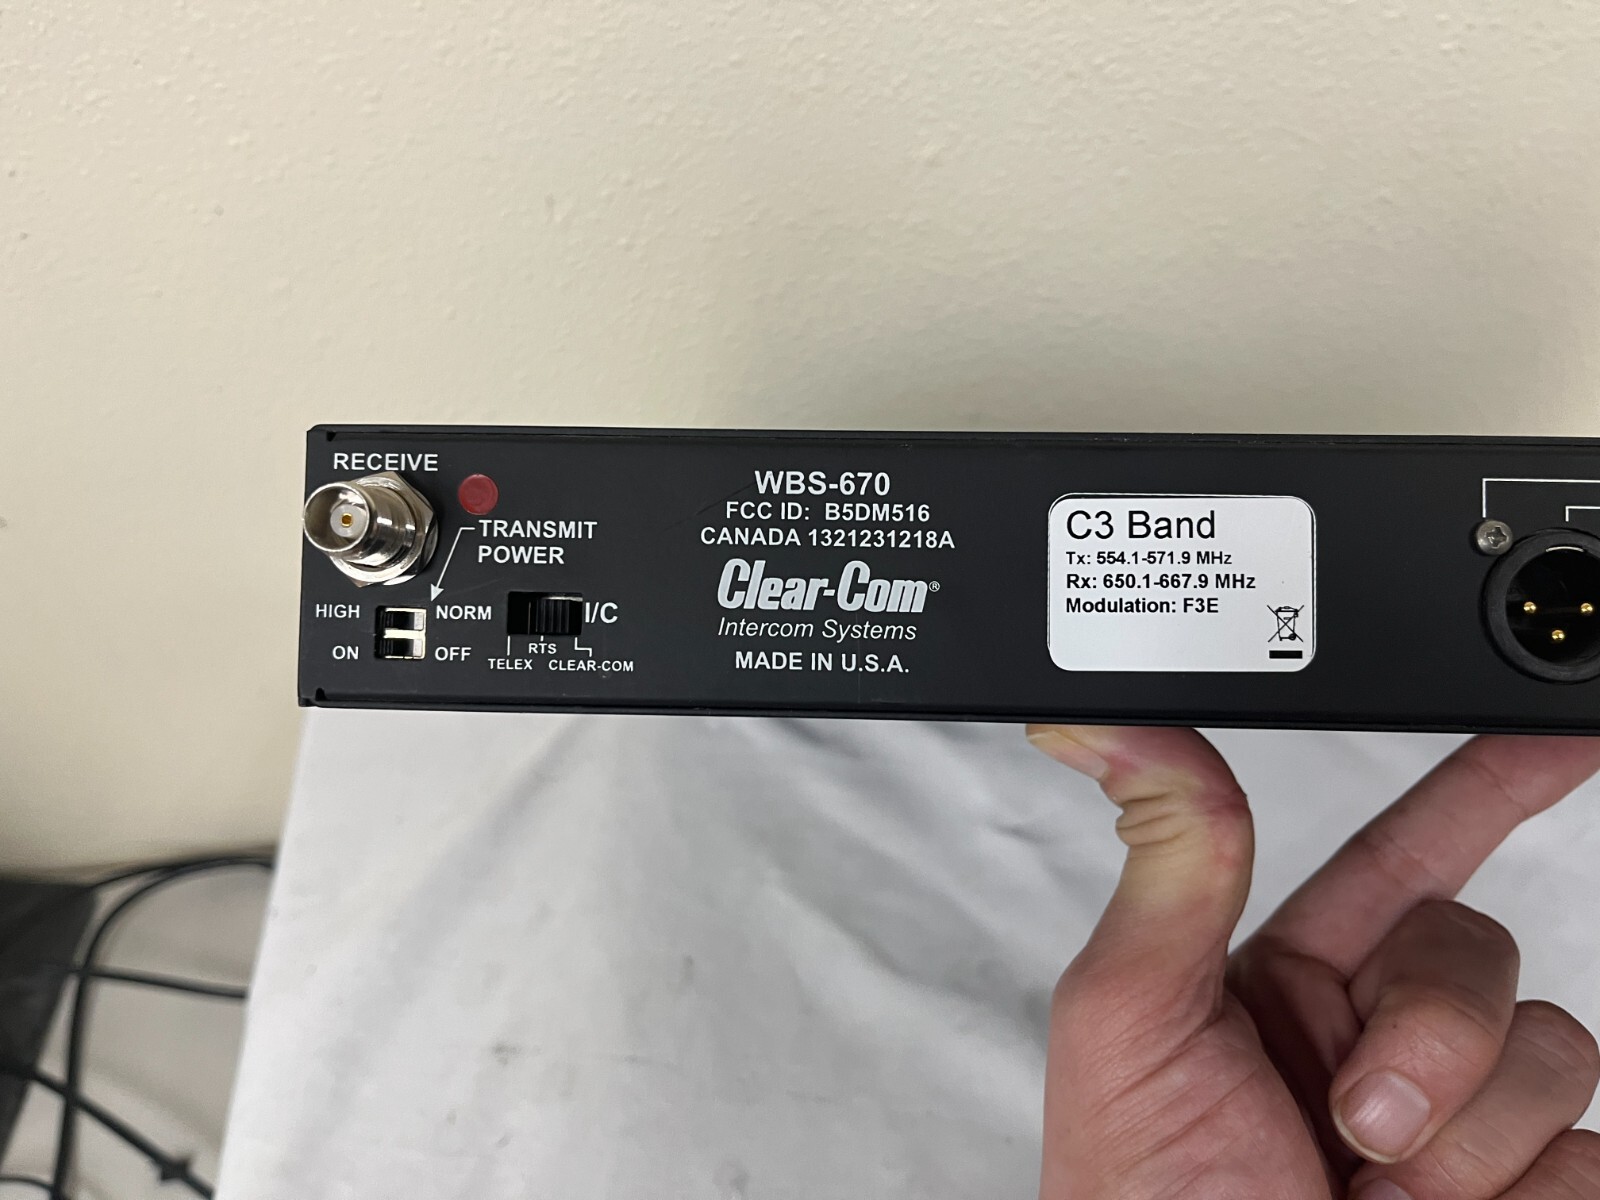 RECEIVE
TRANSMIT
POWER
HIGH
NORM
ON
OFF
I/C
RTS
TELEX CLEAR-COM
WBS-670
FCC ID: B5DM516
CANADA 1321231218A
Clear-Com®
Intercom Systems
MADE IN U.S.A.
C3 Band
Tx: 554.1-571.9 MHz
Rx: 650.1-667.9 MHz
Modulation: F3E